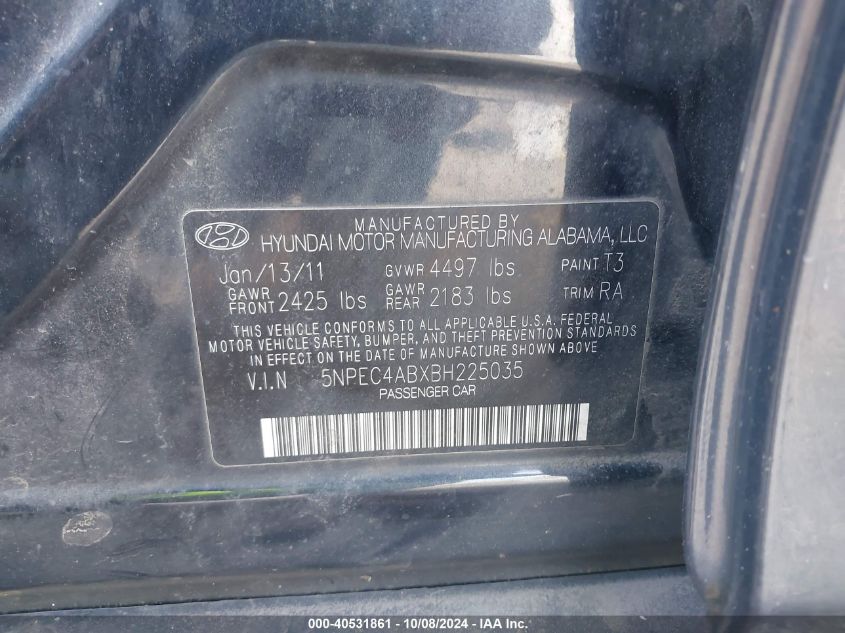 MANUFACTURED BY
HYUNDAI MOTOR MANUFACTURING ALABAMA, LLC
Jan/13/11 GVWR 4497 lbs PAINT T3
GAWR FRONT 2425 lbs GAWR REAR 2183 lbs TRIM RA
THIS VEHICLE CONFORMS TO ALL APPLICABLE U.S.A. FEDERAL
MOTOR VEHICLE SAFETY, BUMPER, AND THEFT PREVENTION STANDARDS
IN EFFECT ON THE DATE OF MANUFACTURE SHOWN ABOVE
V.I.N 5NPEC4ABXBH225035
PASSENGER CAR
000-40531861 - 10/08/2024 - IAA Inc.